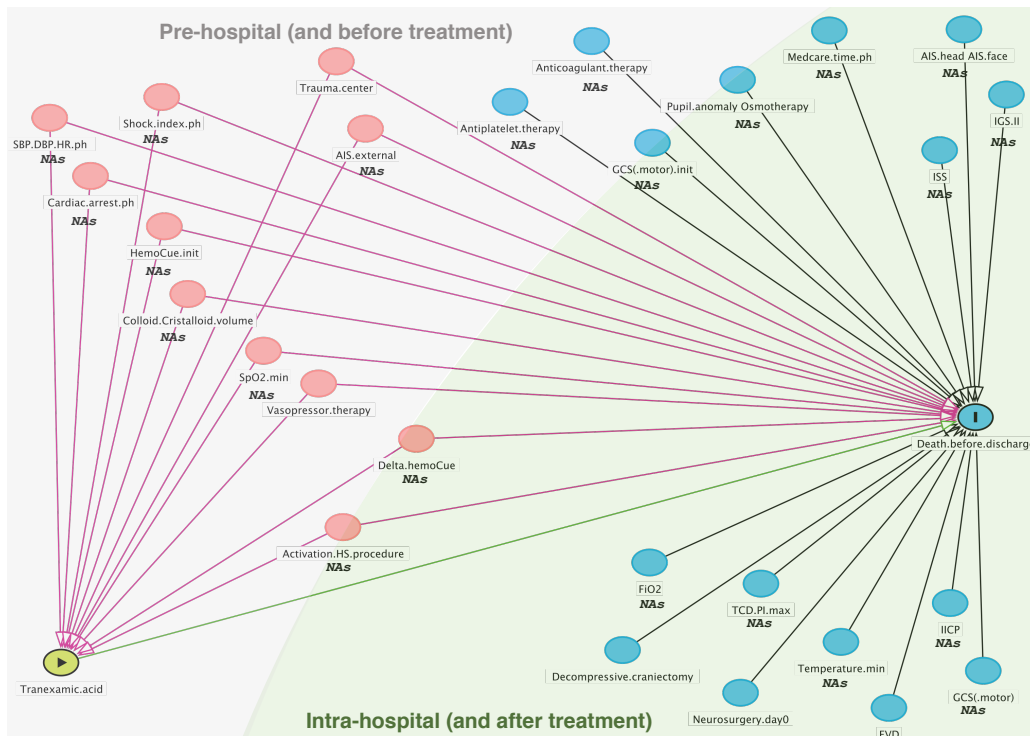 Pre-hospital (and before treatment)
Anticoagulant.therapy
NAs
Medcare.time.ph
NAs
AIS.head AIS.face
NAs
Trauma.center
Shock.index.ph
NAs
SBP.DBP.HR.ph
NAs
Antiplatelet.therapy
NAs
Pupil.anomaly Osmotherapy
NAs
IGS.II
NAs
AIS.external
NAs
GCS(.motor).init
NAs
ISS
NAs
Cardiac.arrest.ph
NAs
HemoCue.init
NAs
Colloid.Cristalloid.volume
NAs
SpO2.min
NAs
Vasopressor.therapy
Death.before.discharge
Delta.hemoCue
NAs
Activation.HS.procedure
NAs
FiO2
NAs
TCD.PI.max
NAs
IICP
NAs
Tranexamic.acid
Decompressive.craniectomy
Temperature.min
NAs
GCS(.motor)
NAs
Neurosurgery.day0
EVD
Intra-hospital (and after treatment)